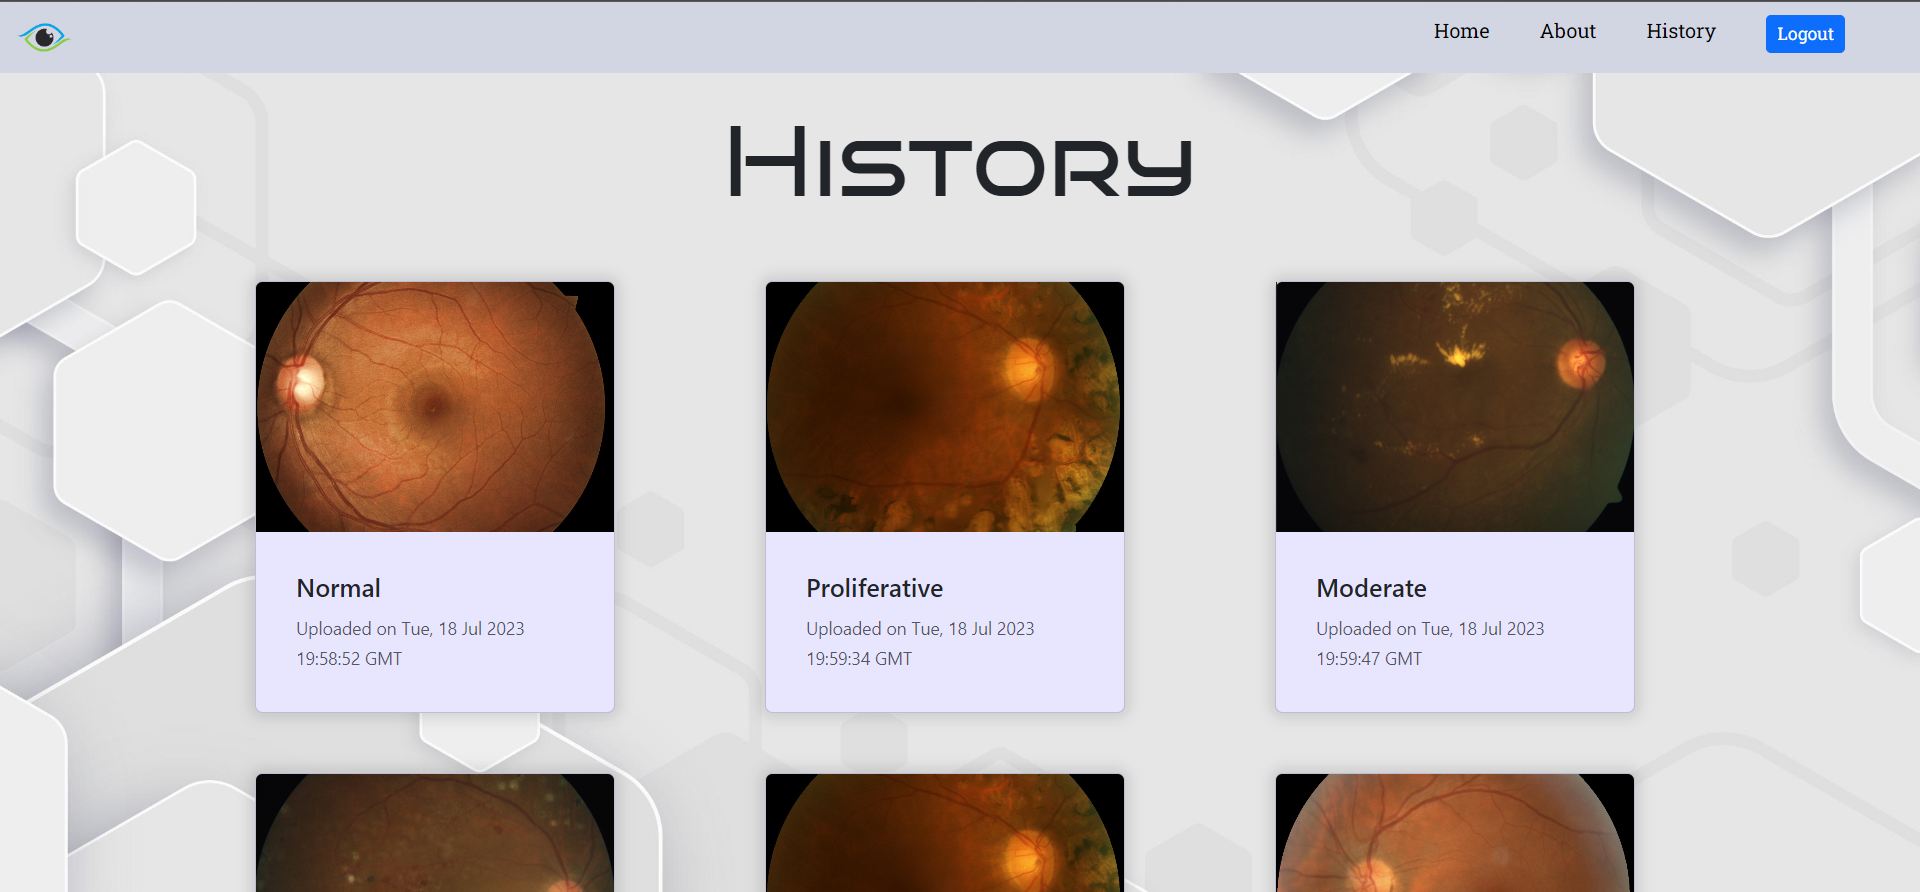 Home About History Logout
History
Normal
Uploaded on Tue, 18 Jul 2023
19:58:52 GMT
Proliferative
Uploaded on Tue, 18 Jul 2023
19:59:34 GMT
Moderate
Uploaded on Tue, 18 Jul 2023
19:59:47 GMT